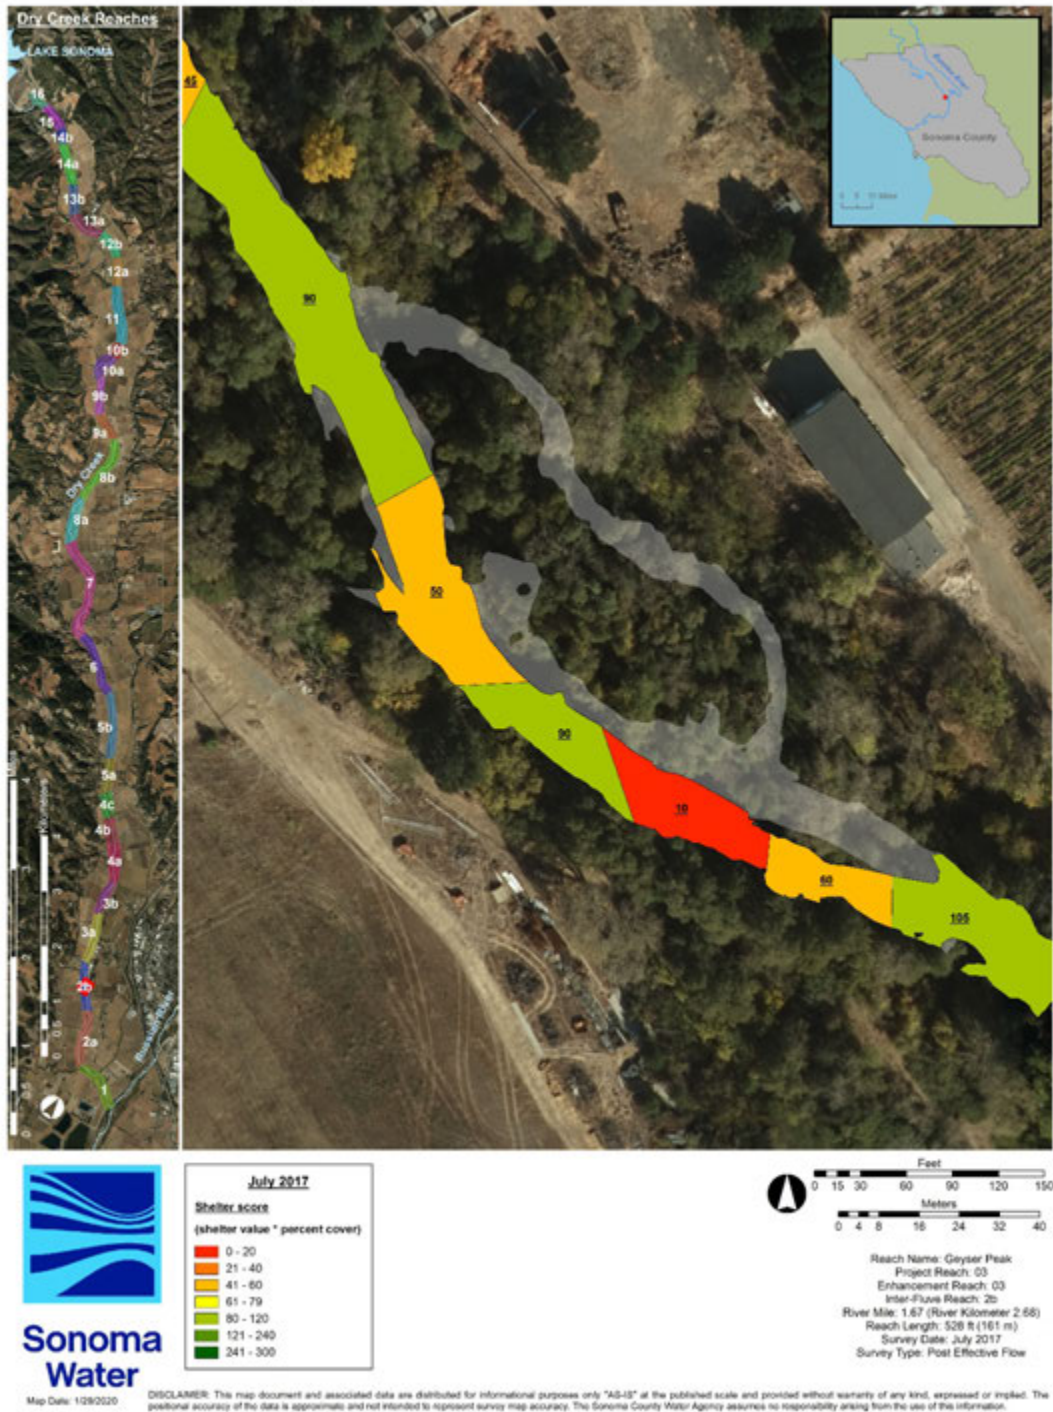 Dry Creek Reaches
LAKE SONOMA
16
15
14b
14a
13b
13a
12b
12a
11
10b
10a
9b
9a
8b
Dry Creek
8a
7
6
5b
5a
4c
4b
4a
3b
3a
2b
2a
1
Russian River
Kilometers
45
90
50
90
10
60
105
Russian River
Sonoma County
Sonoma
Water
Map Date: 1/29/2020
July 2017
Shelter score
(shelter value * percent cover)
0 - 20
21 - 40
41 - 60
61 - 79
80 - 120
121 - 240
241 - 300
Feet
0 15 30 60 90 120 150
Meters
0 4 8 16 24 32 40
Reach Name: Geyser Peak
Project Reach: 03
Enhancement Reach: 03
Inter-Fluve Reach: 2b
River Mile: 1.67 (River Kilometer 2.68)
Reach Length: 528 ft (161 m)
Survey Date: July 2017
Survey Type: Post Effective Flow
DISCLAIMER: This map document and associated data are distributed for informational purposes only "AS-IS" at the published scale and provided without warranty of any kind, expressed or implied. The
positional accuracy of the data is approximate and not intended to represent survey map accuracy. The Sonoma County Water Agency assumes no responsibility arising from the use of this information.